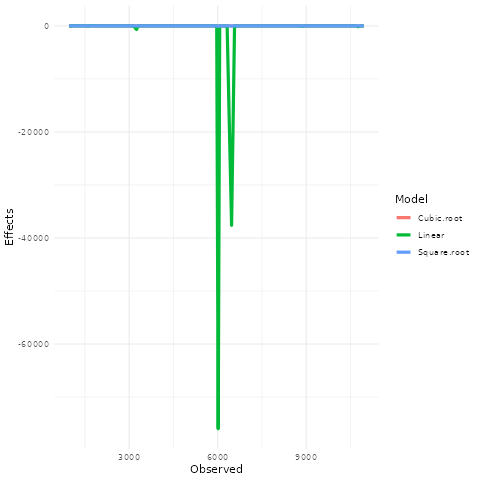 0
-20000
-40000
-60000
Effects
3000 6000 9000
Observed
Model
Cubic.root
Linear
Square.root